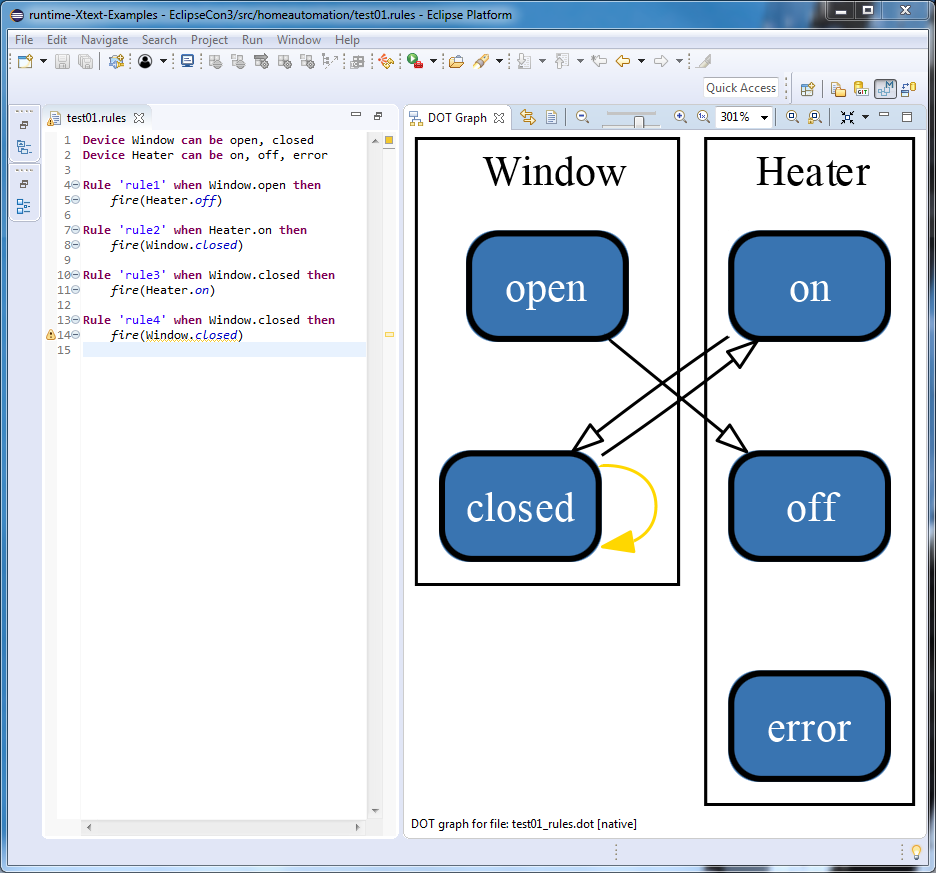 runtime-Xtext-Examples - EclipseCon3/src/homeautomation/test01.rules - Eclipse Platform
File Edit Navigate Search Project Run Window Help
Quick Access
test01.rules
1 Device Window can be open, closed
2 Device Heater can be on, off, error
3
4 Rule 'rule1' when Window.open then
5 fire(Heater.off)
6
7 Rule 'rule2' when Heater.on then
8 fire(Window.closed)
9
10 Rule 'rule3' when Window.closed then
11 fire(Heater.on)
12
13 Rule 'rule4' when Window.closed then
14 fire(Window.closed)
15
DOT Graph
301%
Window
open
closed
Heater
on
off
error
DOT graph for file: test01_rules.dot [native]